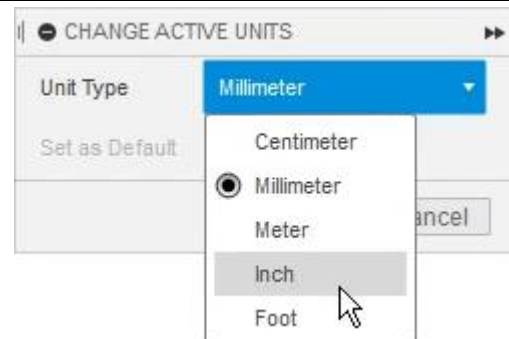 CHANGE ACTIVE UNITS
Unit Type Millimeter
Set as Default Centimeter
Millimeter
Meter
Inch
Foot